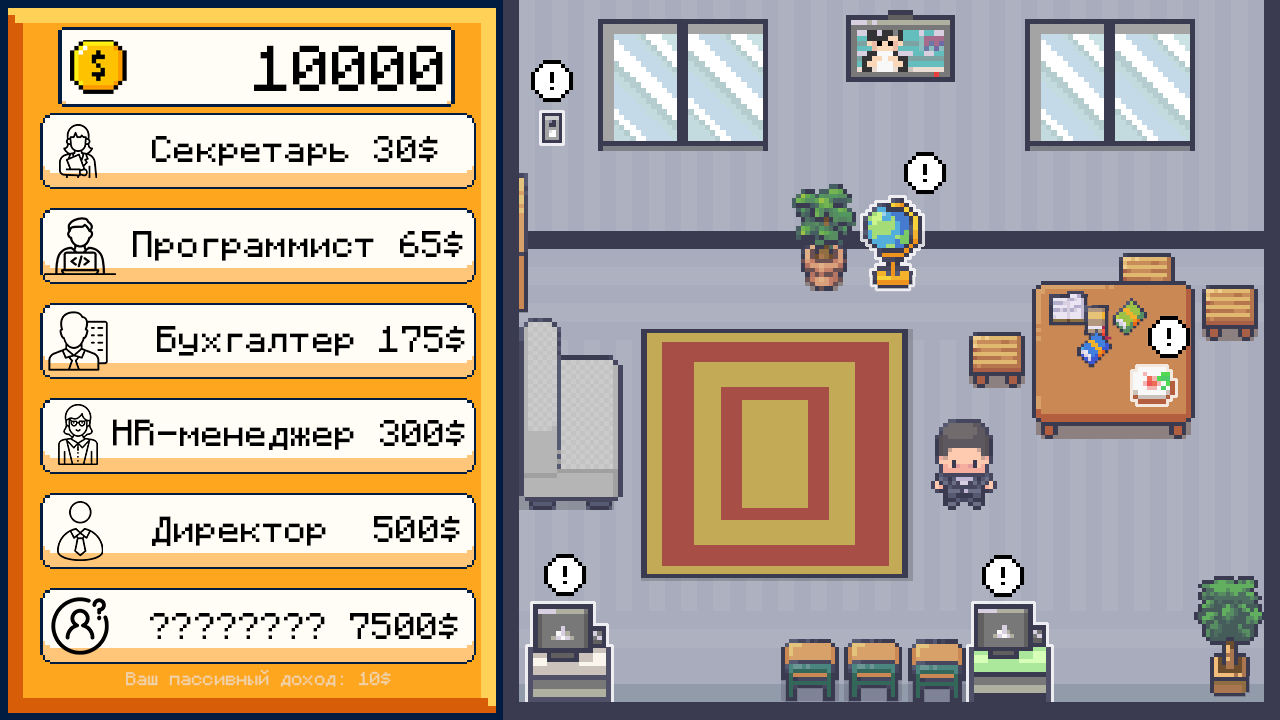 $ 10000
Секретарь 30$
</> Программист 65$
Бухгалтер 175$
HR-менеджер 300$
Директор 500$
? ???????? 7500$
Ваш пассивный доход: 10$
!
!
!
!
!